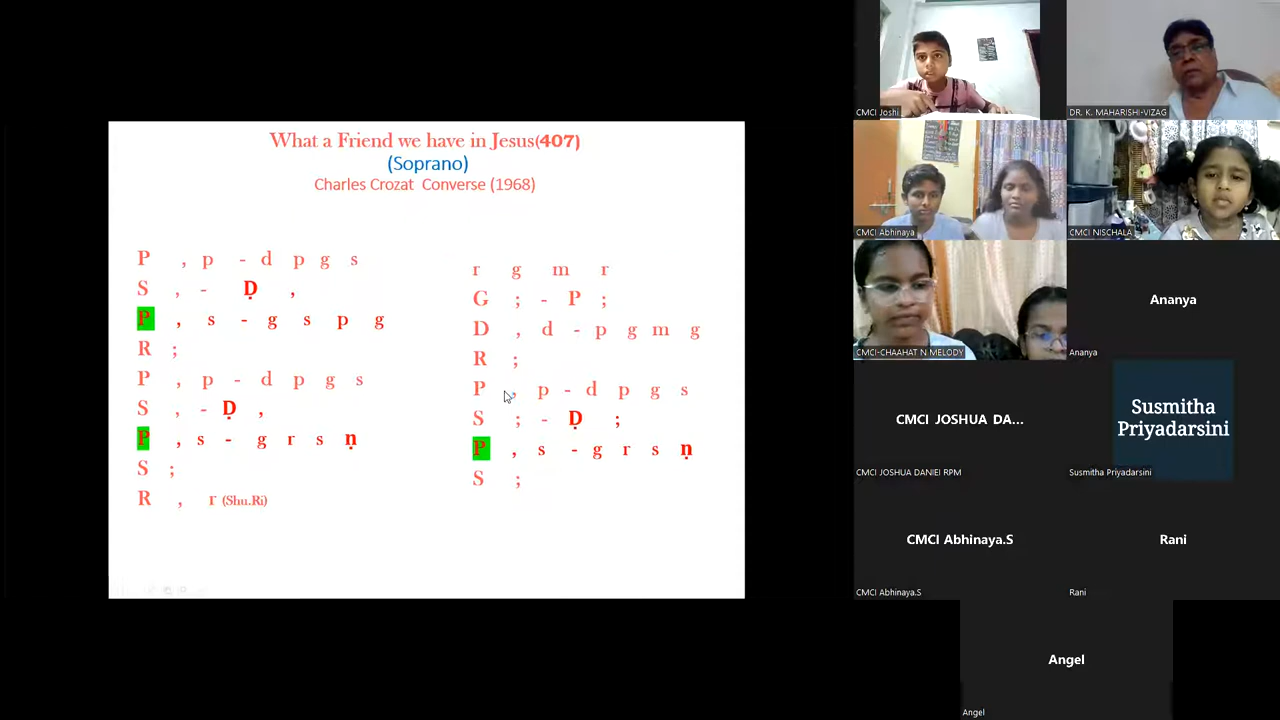 What a Friend we have in Jesus(407)
(Soprano)
Charles Crozat Converse (1968)
P , p - d p g s
S , - Ḍ ,
P , s - g s p g
R ;
P , p - d p g s
S , - Ḍ ,
P , s - g r s ṇ
S ;
R , r (Shu.Ri)
r g m r
G ; - P ;
D , d - p g m g
R ;
P , p - d p g s
S ; - Ḍ ;
P , s - g r s ṇ
S ;
CMCI Joshi
DR. K. MAHARISHI-VIZAG
CMCI Abhinaya
CMCI NISCHALA
CMCI-CHAAHAT N MELODY
Ananya
Ananya
CMCI JOSHUA DA...
CMCI JOSHUA DANIEl RPM
Susmitha
Priyadarsini
Susmitha Priyadarsini
CMCI Abhinaya.S
CMCI Abhinaya.S
Rani
Rani
Angel
Angel